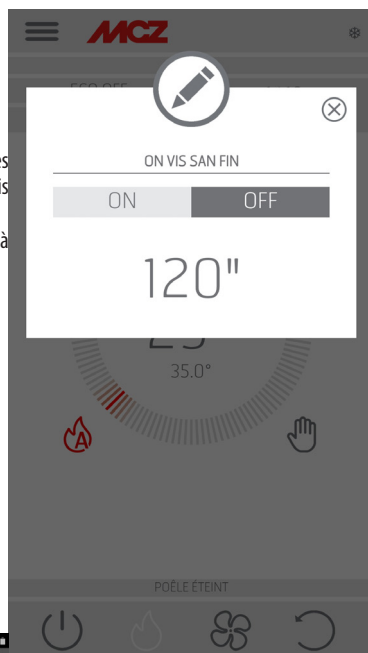 MCZ
ON VIS SAN FIN
ON OFF
120"
35.0°
A
POÊLE ÉTEINT
à